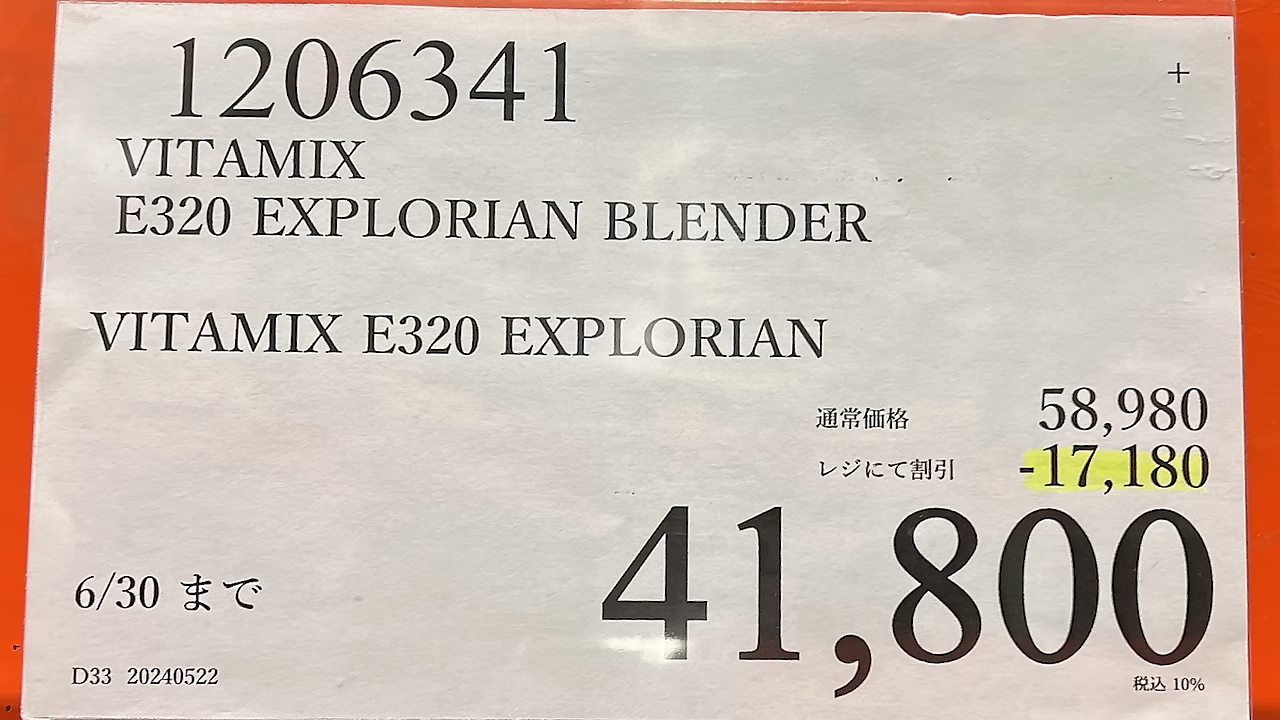 1206341
+
VITAMIX
E320 EXPLORIAN BLENDER
VITAMIX E320 EXPLORIAN
通常価格 58,980
レジにて割引 -17,180
41,800
6/30 まで
D33 20240522
税込 10%